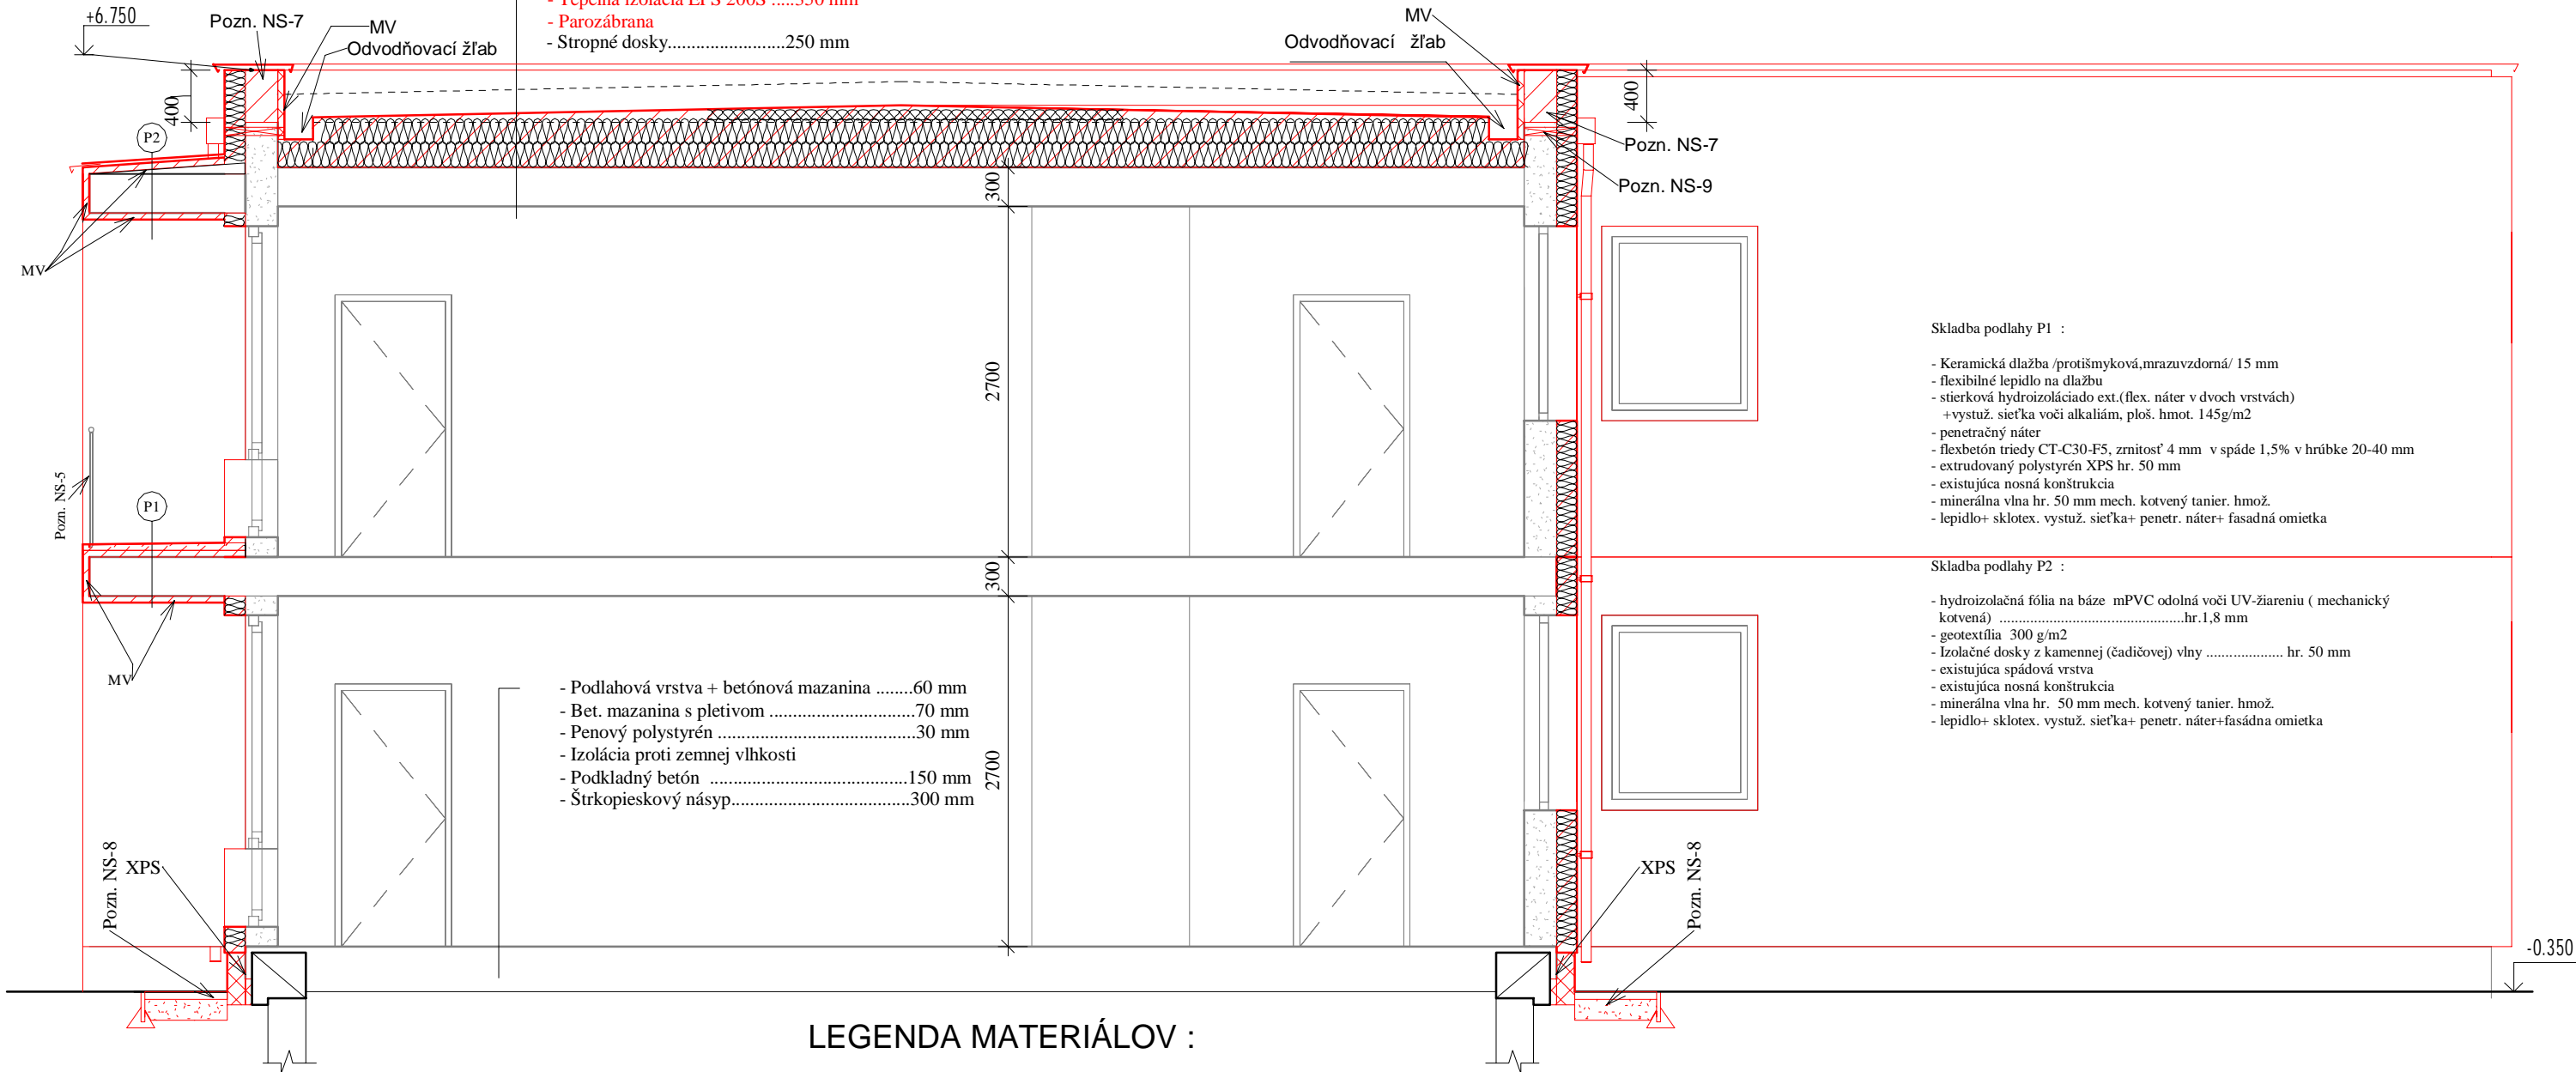 - Tepelná izolácia EPS 200S .....350 mm
- Parozábrana
- Stropné dosky........................250 mm
+6.750
Pozn. NS-7
MV
Odvodňovací žľab
MV
Odvodňovací žľab
400
400
P2
Pozn. NS-7
Pozn. NS-9
300
MV
2700
Pozn. NS-5
P1
300
MV
Skladba podlahy P1 :
- Keramická dlažba /protišmyková,mrazuvzdorná/ 15 mm
- flexibilné lepidlo na dlažbu
- stierková hydroizoláciado ext.(flex. náter v dvoch vrstvách)
+vystuž. sieťka voči alkaliám, ploš. hmot. 145g/m2
- penetračný náter
- flexbetón triedy CT-C30-F5, zrnitosť 4 mm v spáde 1,5% v hrúbke 20-40 mm
- extrudovaný polystyrén XPS hr. 50 mm
- existujúca nosná konštrukcia
- minerálna vlna hr. 50 mm mech. kotvený tanier. hmož.
- lepidlo+ sklotex. vystuž. sieťka+ penetr. náter+ fasadná omietka
Skladba podlahy P2 :
- hydroizolačná fólia na báze mPVC odolná voči UV-žiareniu ( mechanický
kotvená) ...............................................hr.1,8 mm
- geotextília 300 g/m2
- Izolačné dosky z kamennej (čadičovej) vlny .................... hr. 50 mm
- existujúca spádová vrstva
- existujúca nosná konštrukcia
- minerálna vlna hr. 50 mm mech. kotvený tanier. hmož.
- lepidlo+ sklotex. vystuž. sieťka+ penetr. náter+fasádna omietka
- Podlahová vrstva + betónová mazanina ........60 mm
- Bet. mazanina s pletivom ...............................70 mm
- Penový polystyrén ..........................................30 mm
- Izolácia proti zemnej vlhkosti
- Podkladný betón ..........................................150 mm
- Štrkopieskový násyp......................................300 mm
2700
Pozn. NS-8
XPS
XPS
Pozn. NS-8
-0.350
LEGENDA MATERIÁLOV :